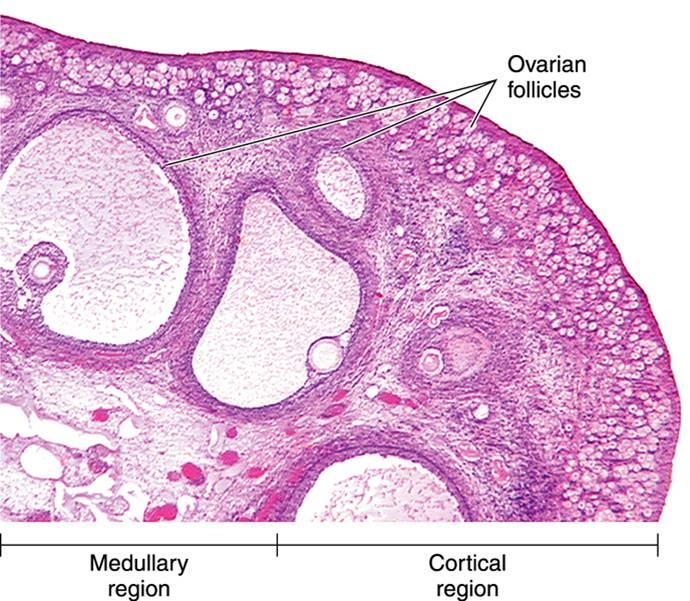 Ovarian
follicles
Medullary
region
Cortical
region